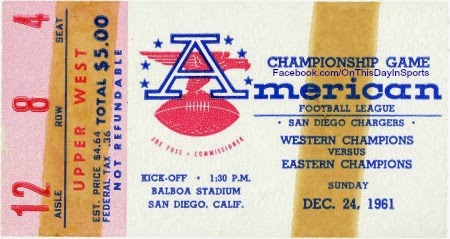 4
SEAT
8
ROW
12
AISLE
UPPER WEST
EST. PRICE $4.64
FEDERAL TAX .36
TOTAL $5.00
NOT REFUNDABLE
CHAMPIONSHIP GAME
Facebook.com/OnThisDayInSports
American
FOOTBALL LEAGUE
• SAN DIEGO CHARGERS •
WESTERN CHAMPIONS
VERSUS
EASTERN CHAMPIONS
SUNDAY
DEC. 24, 1961
JOE FOSS • COMMISSIONER
KICK-OFF • 1:30 P.M.
BALBOA STADIUM
SAN DIEGO, CALIF.